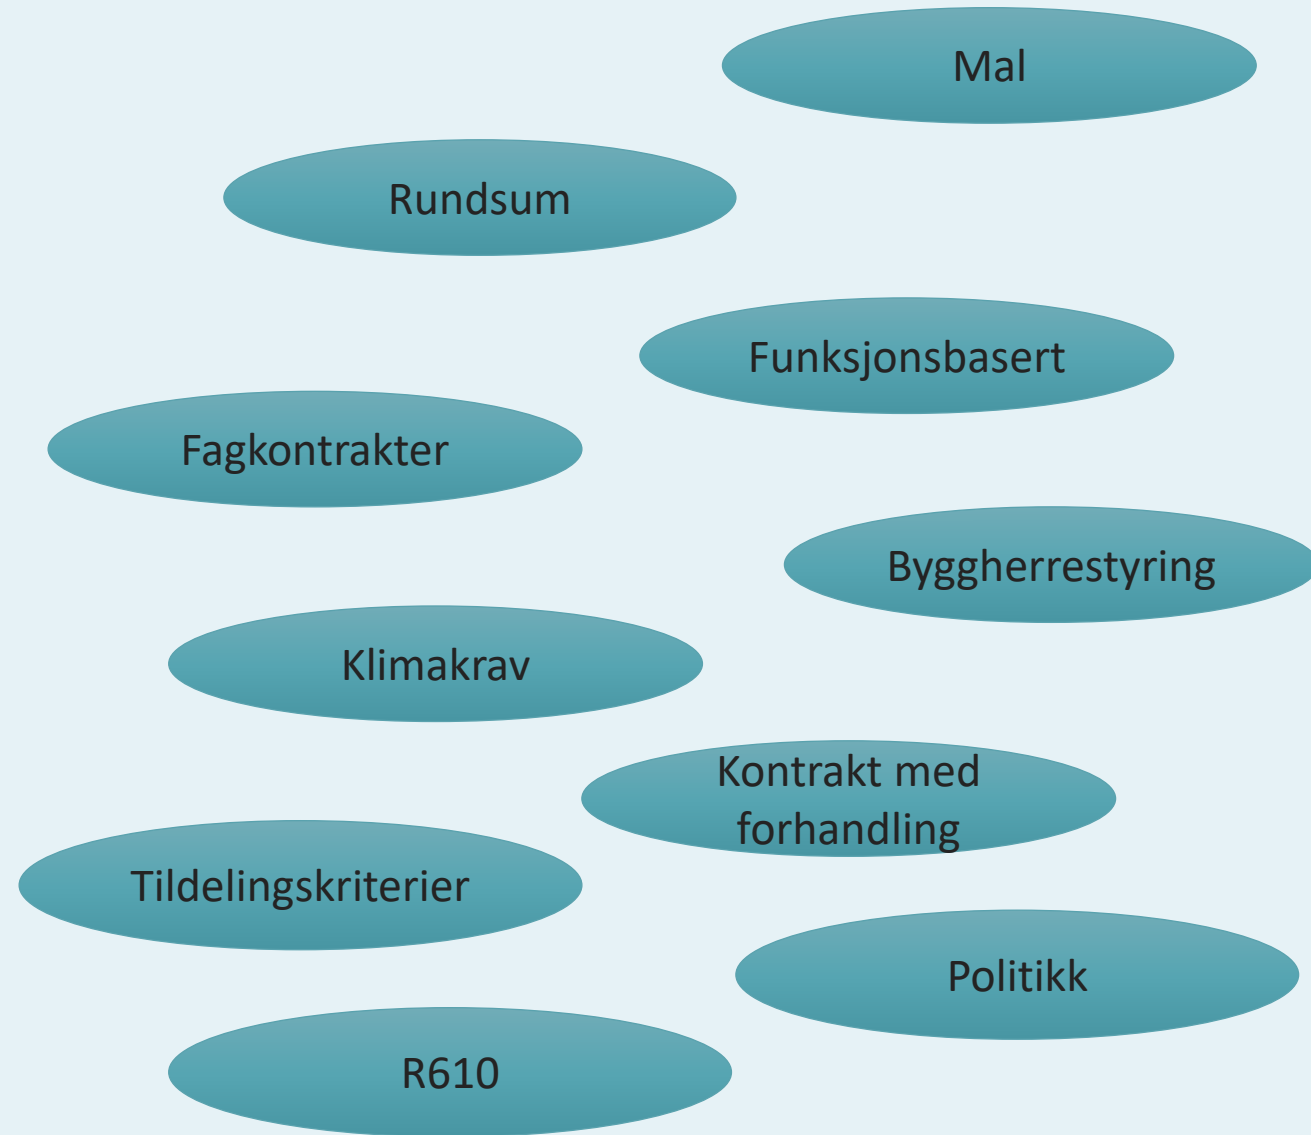 Mal
Rundsum
Funksjonsbasert
Fagkontrakter
Byggherrestyring
Klimakrav
Kontrakt med
forhandling
Tildelingskriterier
Politikk
R610